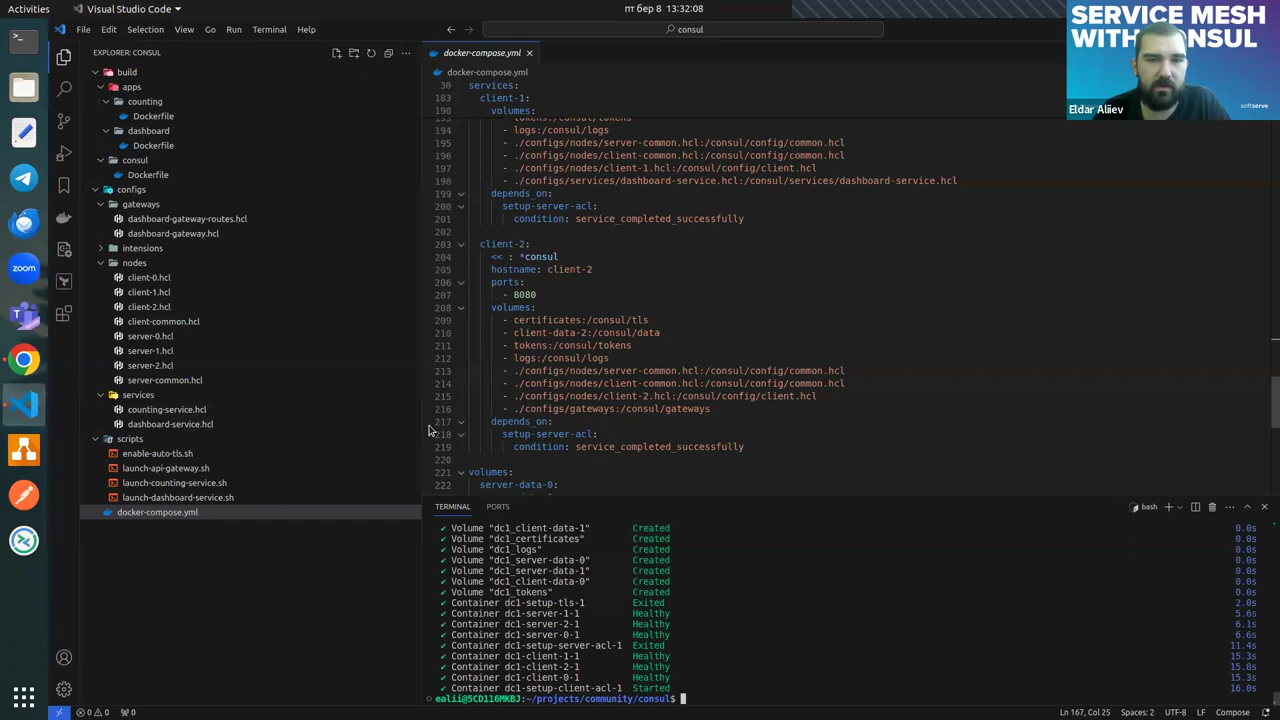 Activities
Visual Studio Code
пт бер 8 13:32:08
File Edit Selection View Go Run Terminal Help
consul
SERVICE MESH
WITH CONSUL
Eldar Aliiev
softserve
EXPLORER: CONSUL
build
apps
counting
Dockerfile
dashboard
Dockerfile
consul
Dockerfile
configs
gateways
dashboard-gateway-routes.hcl
dashboard-gateway.hcl
intensions
nodes
client-0.hcl
client-1.hcl
client-2.hcl
client-common.hcl
server-0.hcl
server-1.hcl
server-2.hcl
server-common.hcl
services
counting-service.hcl
dashboard-service.hcl
scripts
enable-auto-tls.sh
launch-api-gateway.sh
launch-counting-service.sh
launch-dashboard-service.sh
docker-compose.yml
zoom
docker-compose.yml
docker-compose.yml
30 services:
183 client-1:
190 volumes:
193 - tokens:/consul/tokens
194 - logs:/consul/logs
195 - ./configs/nodes/server-common.hcl:/consul/config/common.hcl
196 - ./configs/nodes/client-common.hcl:/consul/config/common.hcl
197 - ./configs/nodes/client-1.hcl:/consul/config/client.hcl
198 - ./configs/services/dashboard-service.hcl:/consul/services/dashboard-service.hcl
199 depends_on:
200 setup-server-acl:
201 condition: service_completed_successfully
202
203 client-2:
204 << : *consul
205 hostname: client-2
206 ports:
207 - 8080
208 volumes:
209 - certificates:/consul/tls
210 - client-data-2:/consul/data
211 - tokens:/consul/tokens
212 - logs:/consul/logs
213 - ./configs/nodes/server-common.hcl:/consul/config/common.hcl
214 - ./configs/nodes/client-common.hcl:/consul/config/common.hcl
215 - ./configs/nodes/client-2.hcl:/consul/config/client.hcl
216 - ./configs/gateways:/consul/gateways
217 depends_on:
218 setup-server-acl:
219 condition: service_completed_successfully
220
221 volumes:
222 server-data-0:
TERMINAL PORTS
bash
✔ Volume "dc1_client-data-1" Created 0.0s
✔ Volume "dc1_certificates" Created 0.0s
✔ Volume "dc1_logs" Created 0.0s
✔ Volume "dc1_server-data-0" Created 0.0s
✔ Volume "dc1_server-data-1" Created 0.0s
✔ Volume "dc1_client-data-0" Created 0.0s
✔ Volume "dc1_tokens" Created 0.0s
✔ Container dc1-setup-tls-1 Exited 2.0s
✔ Container dc1-server-1-1 Healthy 5.6s
✔ Container dc1-server-2-1 Healthy 6.1s
✔ Container dc1-server-0-1 Healthy 6.6s
✔ Container dc1-setup-server-acl-1 Exited 11.4s
✔ Container dc1-client-1-1 Healthy 15.3s
✔ Container dc1-client-2-1 Healthy 15.8s
✔ Container dc1-client-0-1 Healthy 15.3s
✔ Container dc1-setup-client-acl-1 Started 16.0s
ealii@5CD116MKBJ:~/projects/community/consul$
0 0 0
Ln 167, Col 25 Spaces: 2 UTF-8 LF Compose